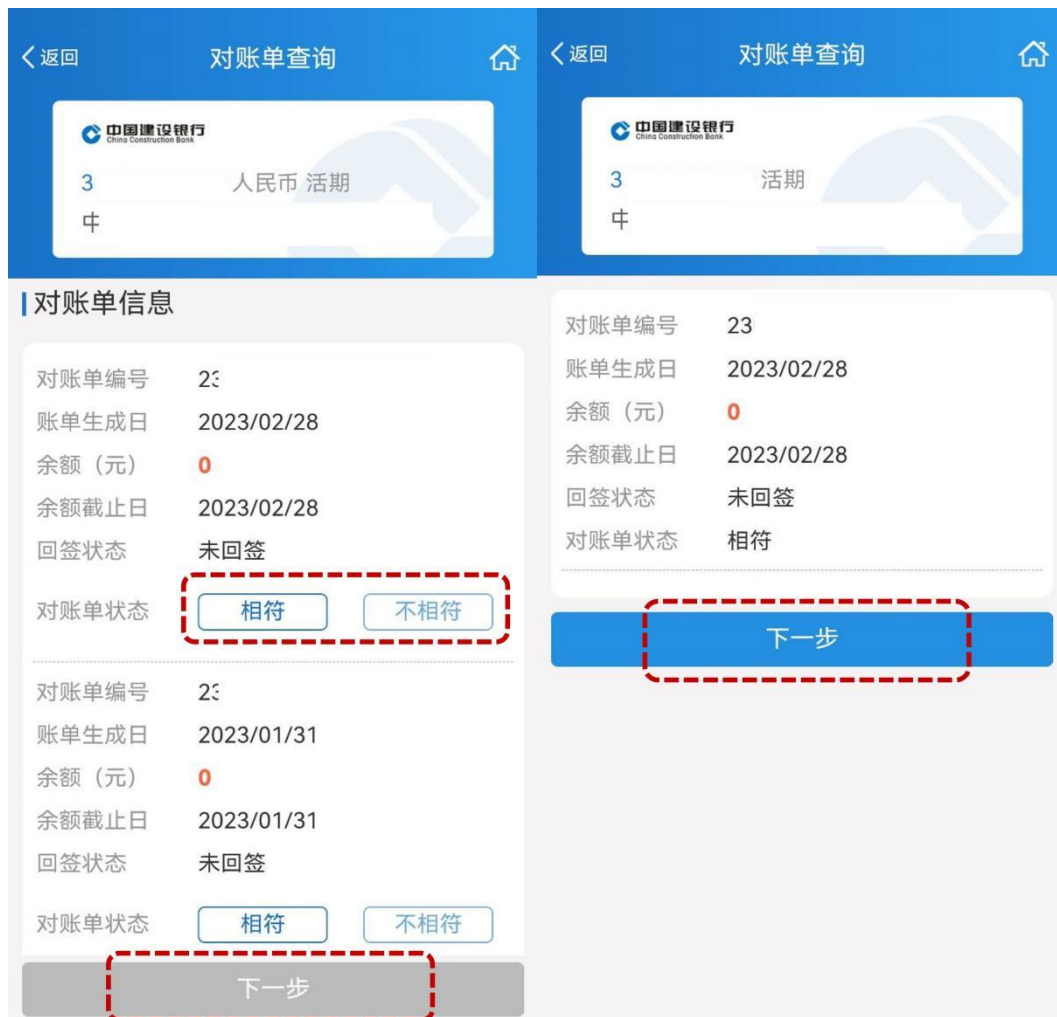 返回 对账单查询
中国建设银行
China Construction Bank
3 人民币 活期
对账单信息
对账单编号 23
账单生成日 2023/02/28
余额（元） 0
余额截止日 2023/02/28
回签状态 未回签
对账单状态 相符 不相符
对账单编号 23
账单生成日 2023/01/31
余额（元） 0
余额截止日 2023/01/31
回签状态 未回签
对账单状态 相符 不相符
下一步
返回 对账单查询
中国建设银行
China Construction Bank
3 活期
对账单编号 23
账单生成日 2023/02/28
余额（元） 0
余额截止日 2023/02/28
回签状态 未回签
对账单状态 相符
下一步